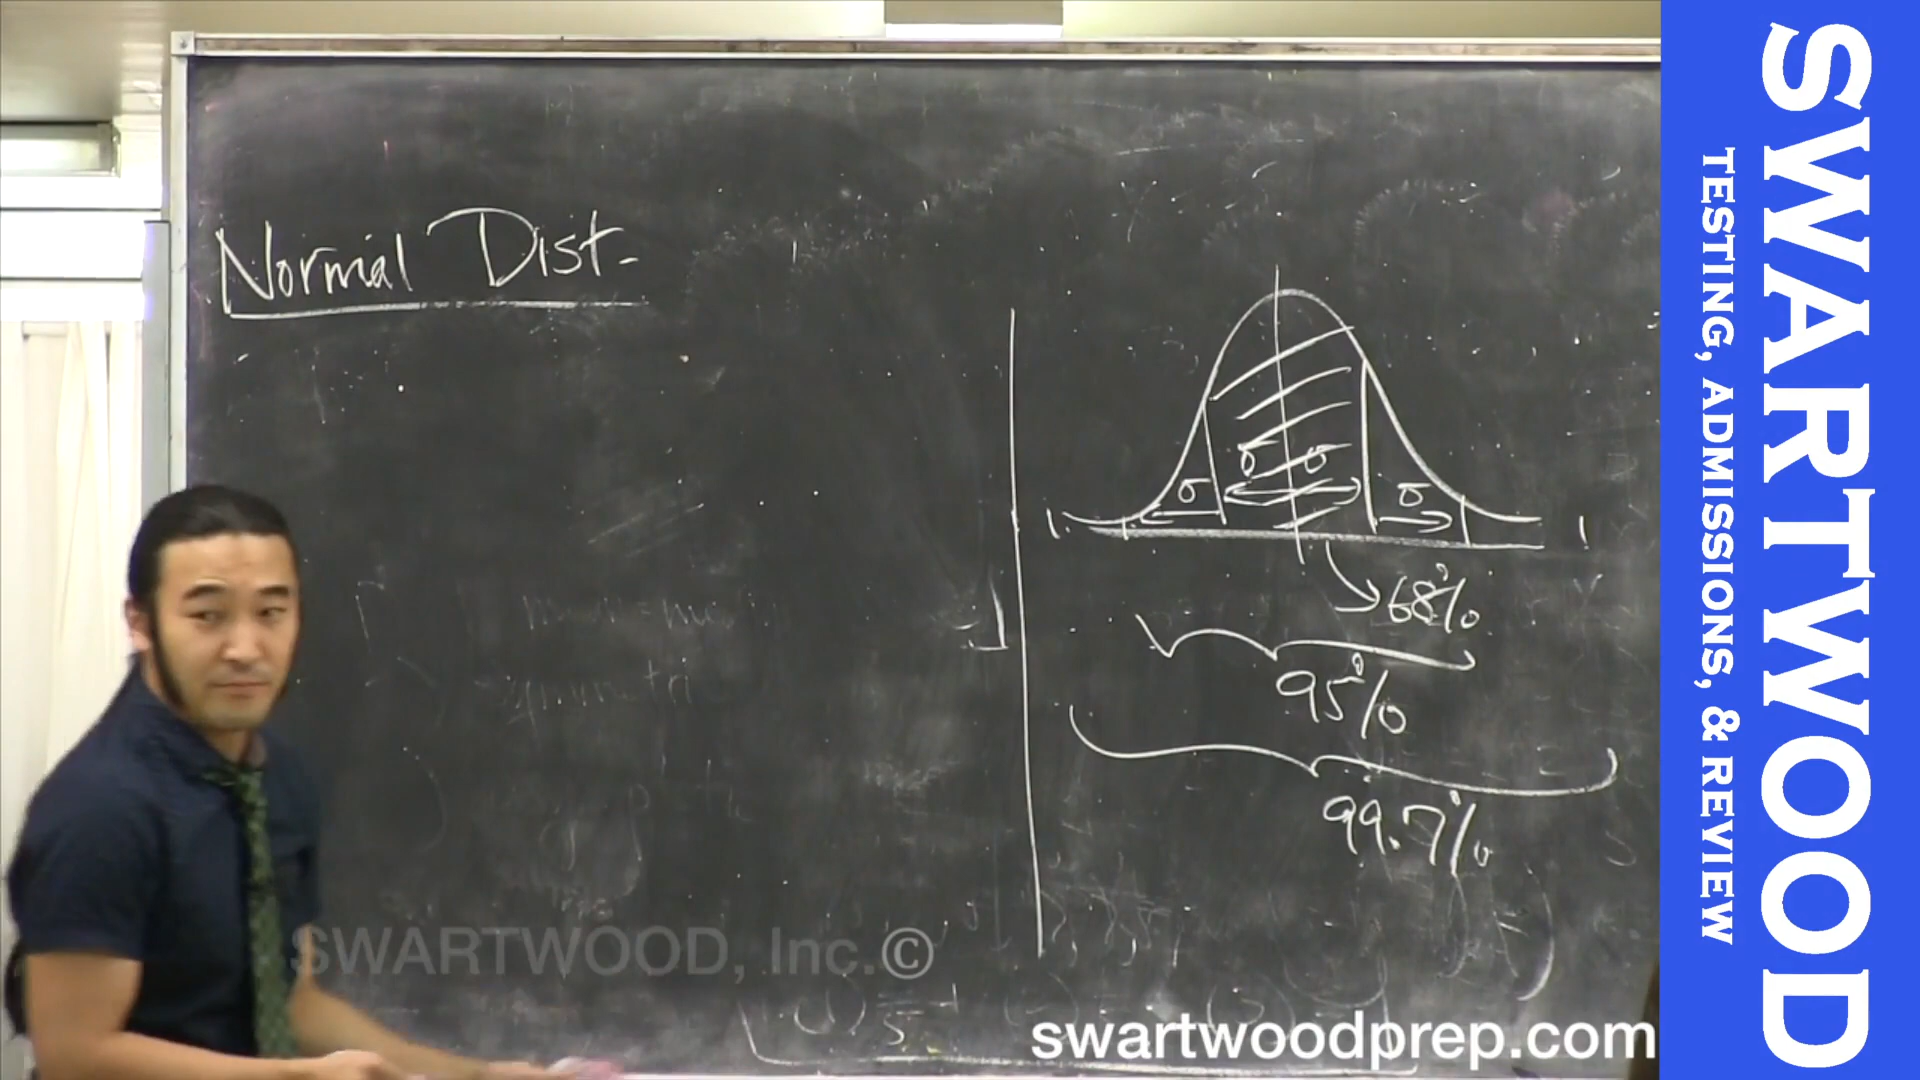 Normal Dist.
σ σ
σ σ
68%
95%
99.7%
SWARTWOOD, Inc.©
swartwoodprep.com
SWARTWOOD
TESTING, ADMISSIONS, & REVIEW